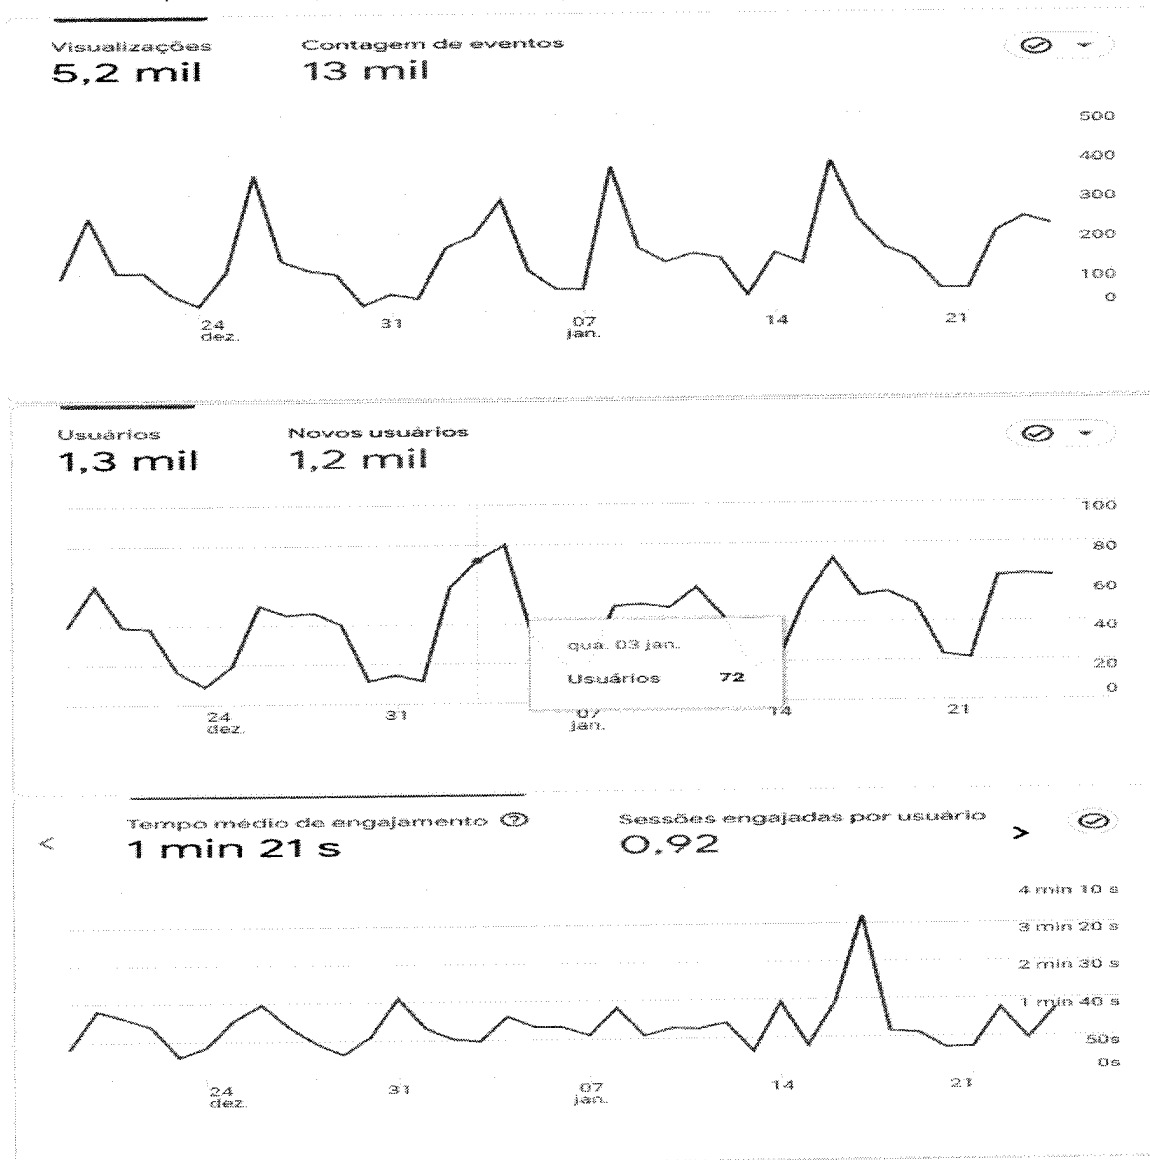 Visualizações
5,2 mil
Contagem de eventos
13 mil
500
400
300
200
100
0
24
dez.
31
07
jan.
14
21
Usuários
1,3 mil
Novos usuários
1,2 mil
100
80
60
40
20
0
qua. 03 jan.
Usuários 72
24
dez.
31
07
jan.
14
21
Tempo médio de engajamento
1 min 21 s
Sessões engajadas por usuário
0,92
4 min 10 s
3 min 20 s
2 min 30 s
1 min 40 s
50s
0s
24
dez.
31
07
jan.
14
21